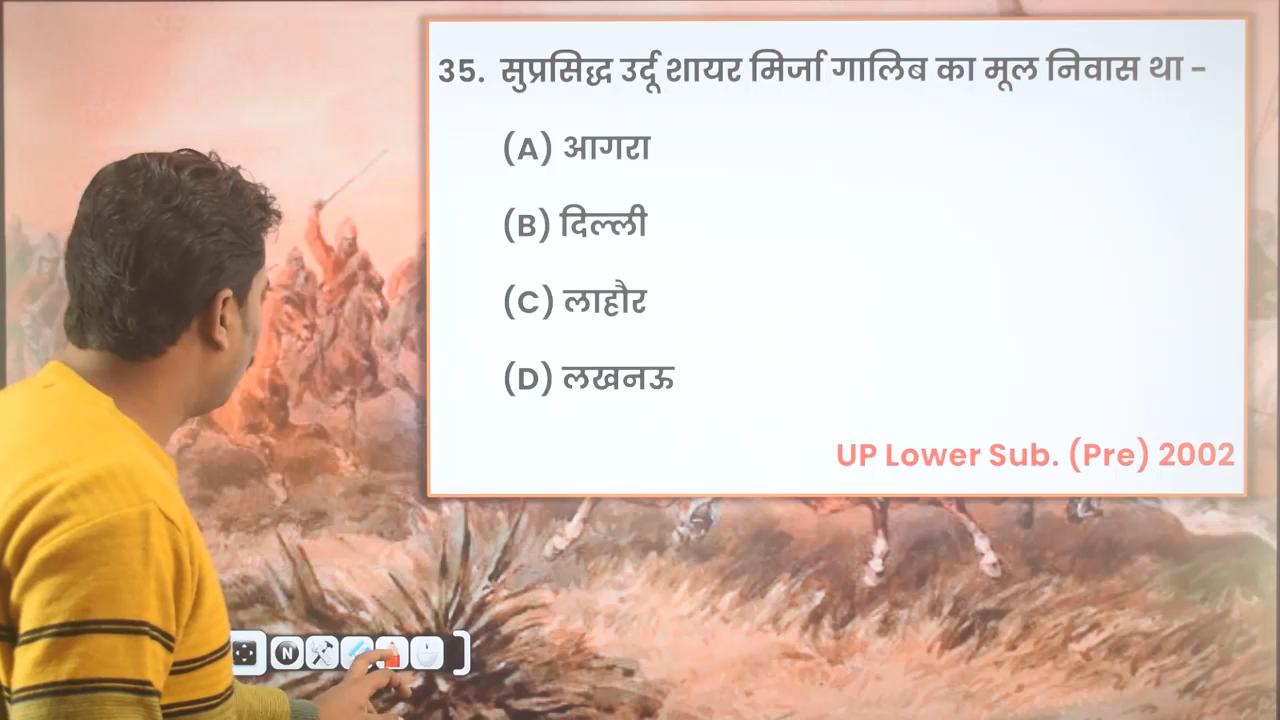 35. सुप्रसिद्ध उर्दू शायर मिर्जा गालिब का मूल निवास था -
(A) आगरा
(B) दिल्ली
(C) लाहौर
(D) लखनऊ
UP Lower Sub. (Pre) 2002
N